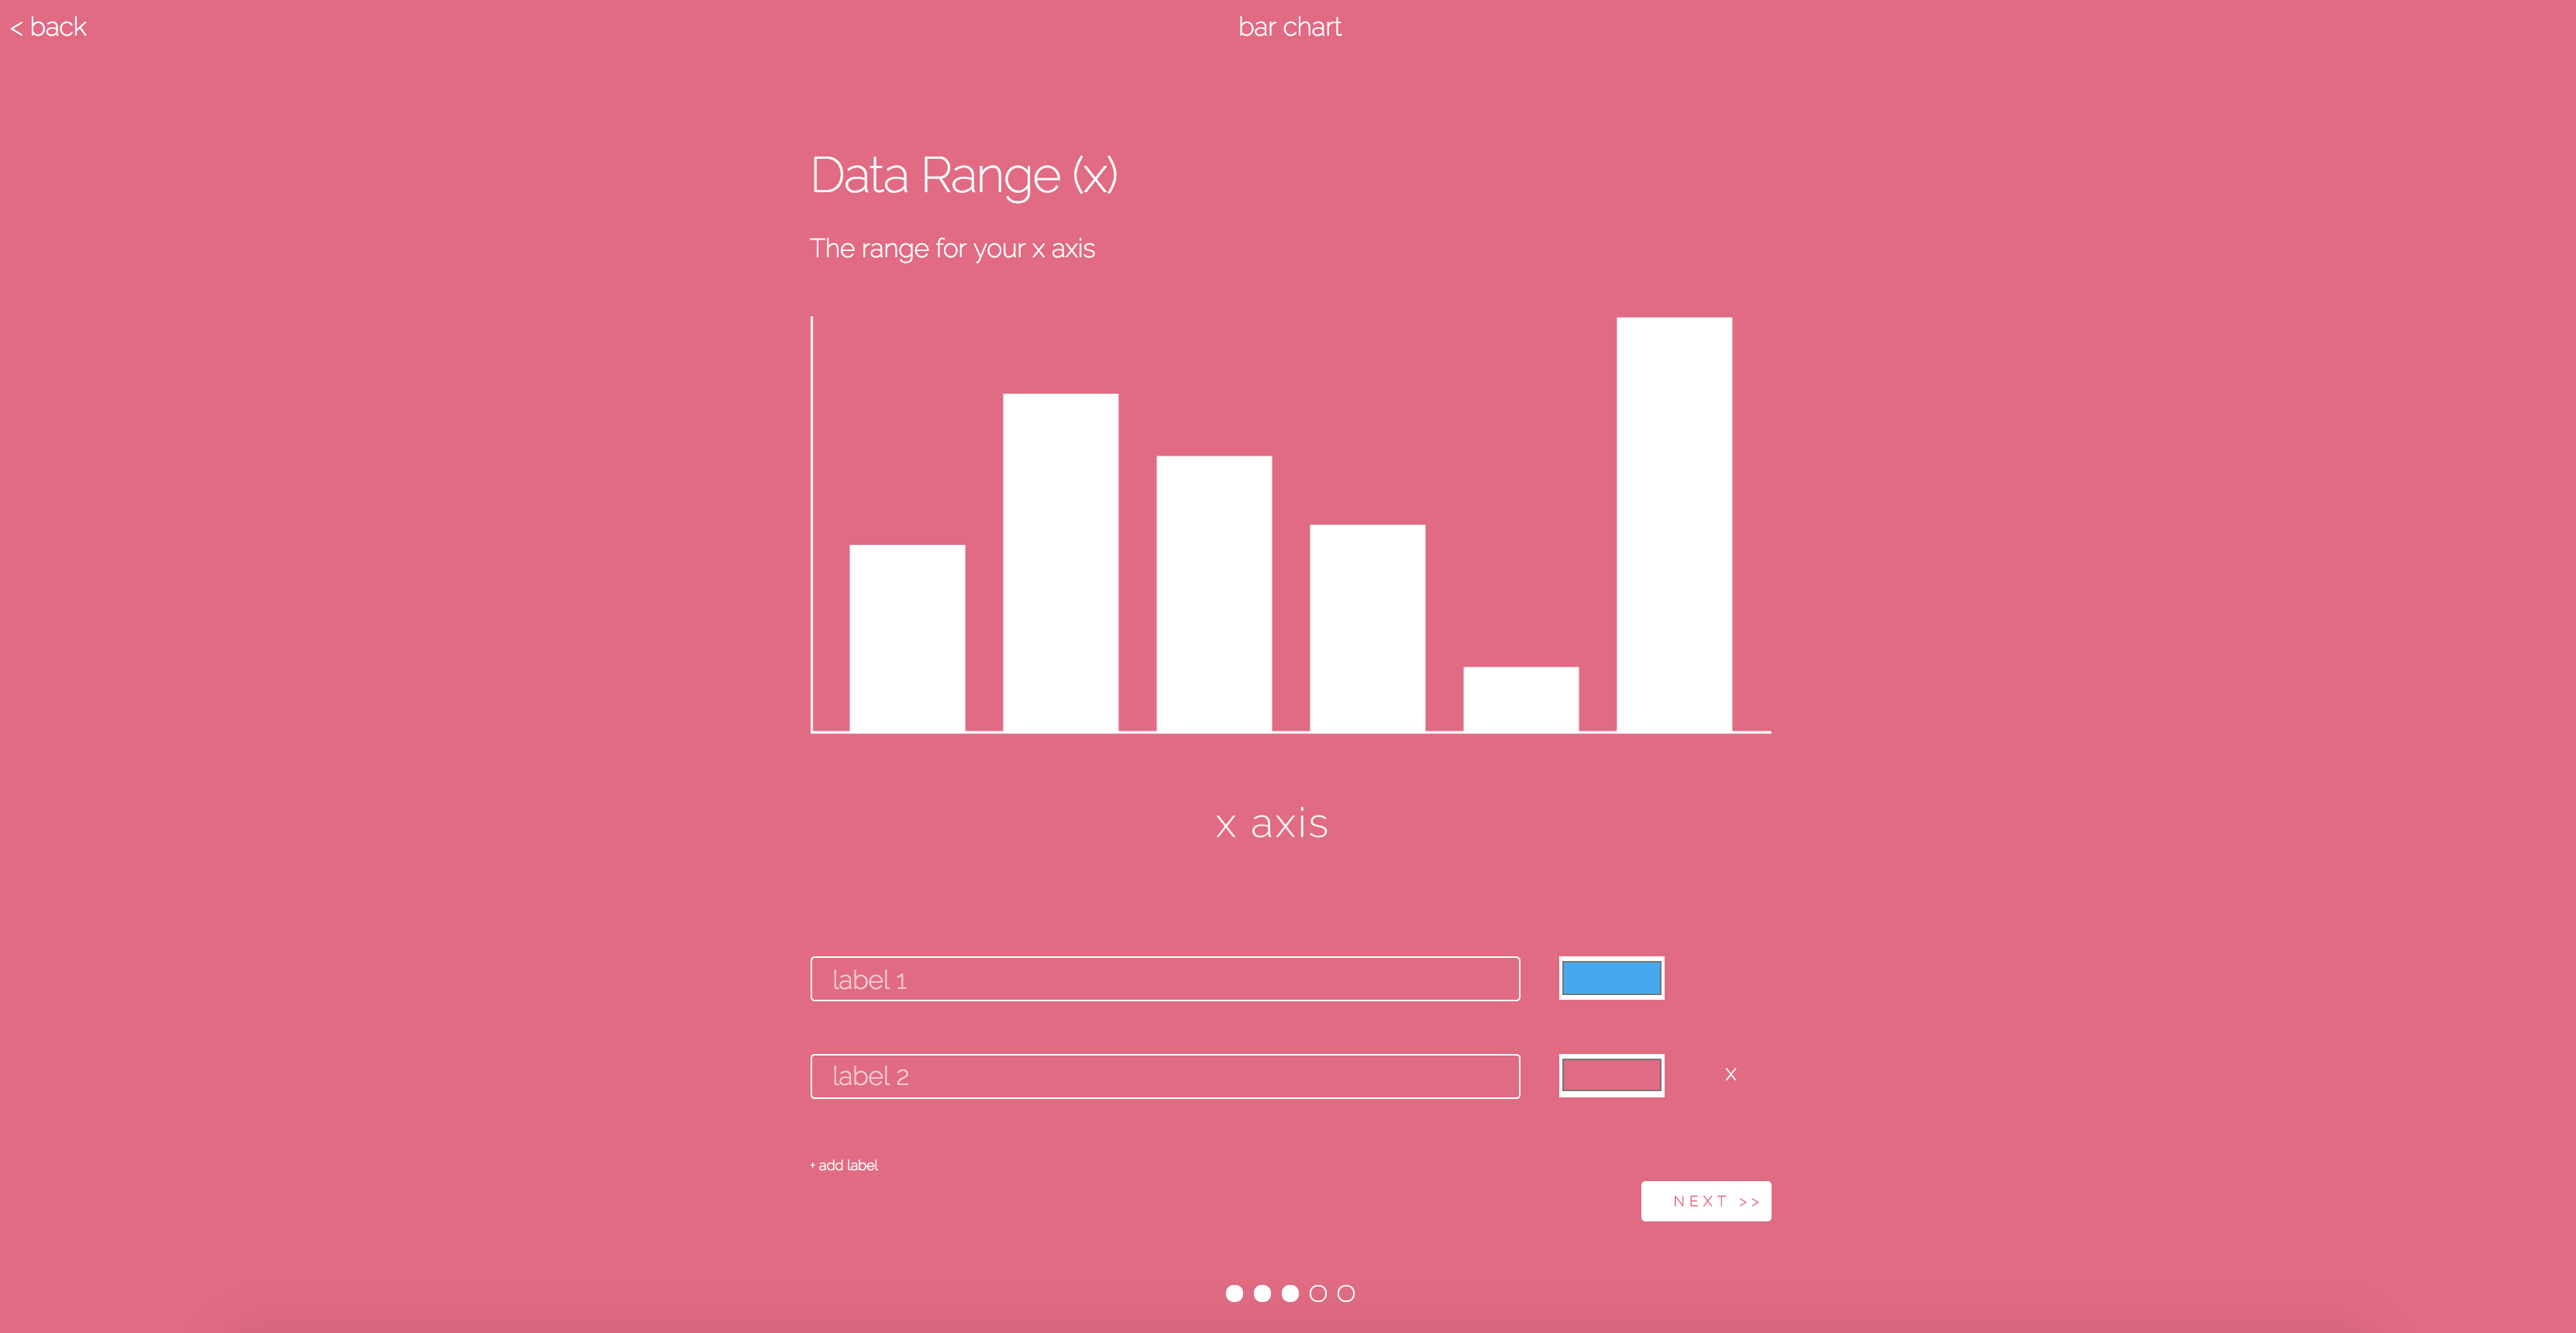 < back
bar chart
Data Range (x)
The range for your x axis
x axis
label 1
label 2
x
+ add label
NEXT >>